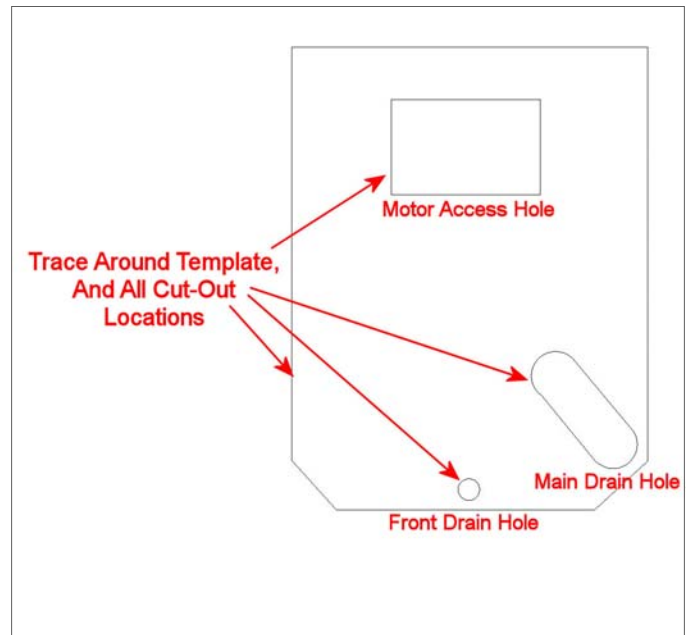 Motor Access Hole
Trace Around Template,
And All Cut-Out
Locations
Main Drain Hole
Front Drain Hole